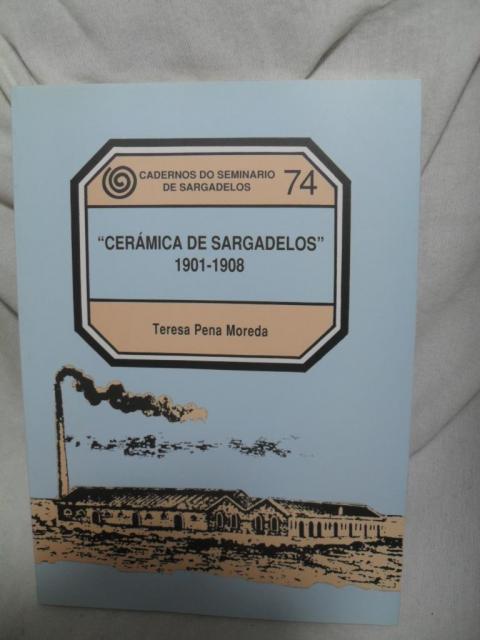 CADERNOS DO SEMINARIO
DE SARGADELOS
74
"CERÁMICA DE SARGADELOS"
1901-1908
Teresa Pena Moreda